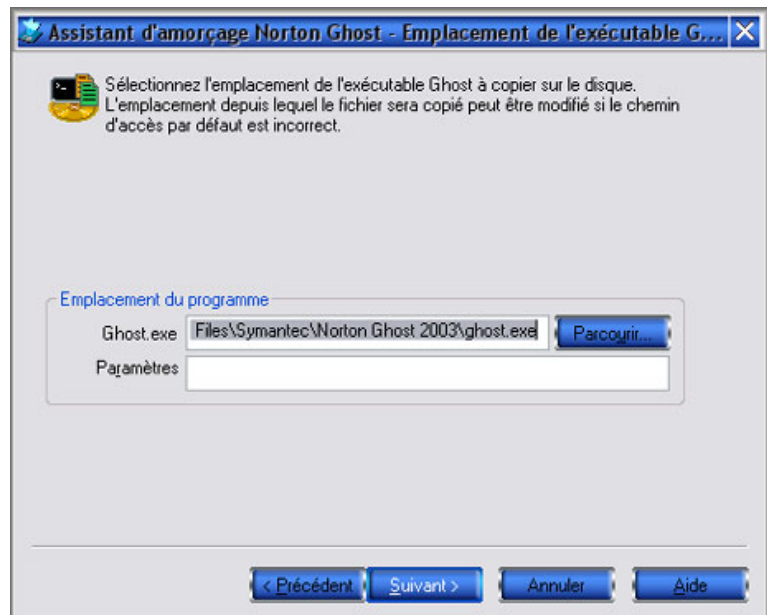 Assistant d'amorçage Norton Ghost - Emplacement de l'exécutable G...
Sélectionnez l'emplacement de l'exécutable Ghost à copier sur le disque.
L'emplacement depuis lequel le fichier sera copié peut être modifié si le chemin
d'accès par défaut est incorrect.
Emplacement du programme
Ghost.exe Files\Symantec\Norton Ghost 2003\ghost.exe Parcourir...
Paramètres
< Précédent Suivant > Annuler Aide